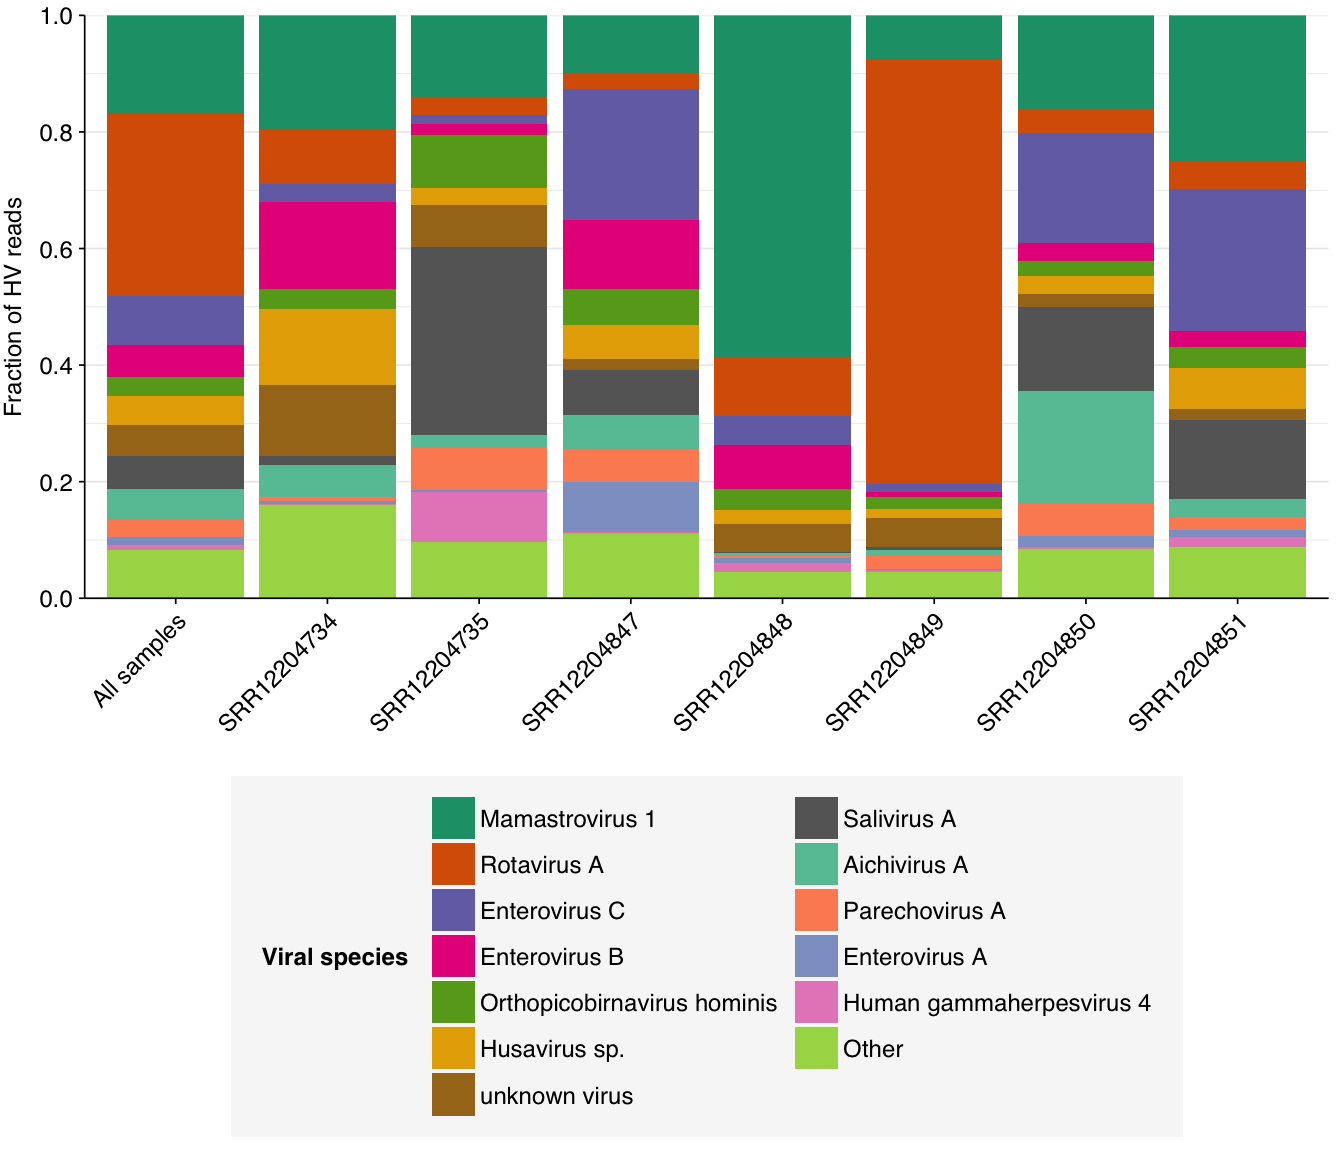 Fraction of HV reads
1.0
0.8
0.6
0.4
0.2
0.0
All samples
SRR12204734
SRR12204735
SRR12204847
SRR12204848
SRR12204849
SRR12204850
SRR12204851
Viral species
Mamastrovirus 1
Rotavirus A
Enterovirus C
Enterovirus B
Orthopicobirnavirus hominis
Husavirus sp.
unknown virus
Salivirus A
Aichivirus A
Parechovirus A
Enterovirus A
Human gammaherpesvirus 4
Other